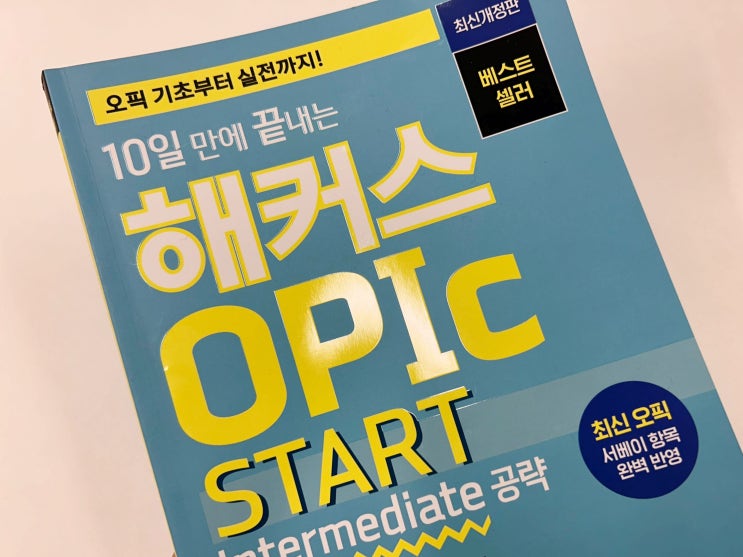 오픽 기초부터 실전까지!
최신개정판
베스트
셀러
10일 만에 끝내는
해커스
OPIc
START
Intermediate 공략
최신 오픽
서베이 항목
완벽 반영